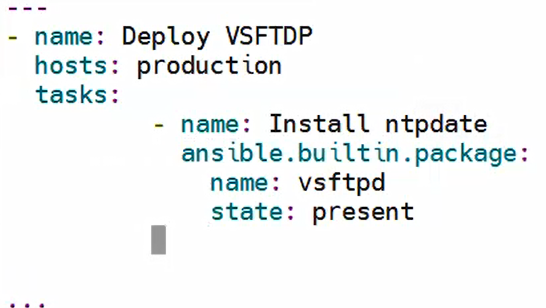 ---
- name: Deploy VSFTDP
hosts: production
tasks:
- name: Install ntpdate
ansible.builtin.package:
name: vsftpd
state: present
...